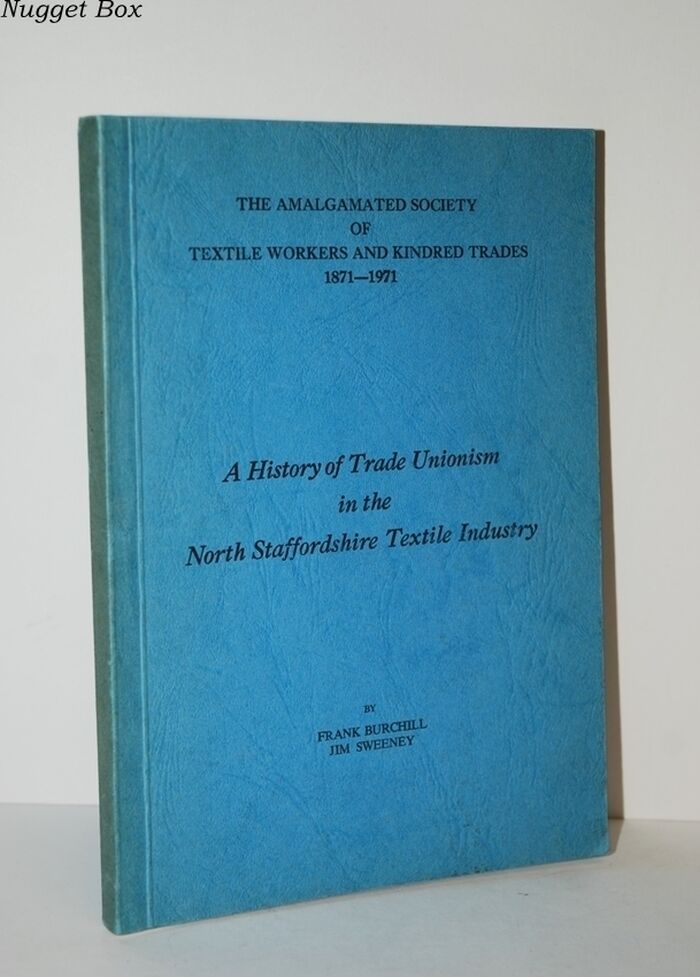 Nugget Box
THE AMALGAMATED SOCIETY
OF
TEXTILE WORKERS AND KINDRED TRADES
1871—1971
A History of Trade Unionism
in the
North Staffordshire Textile Industry
BY
FRANK BURCHILL
JIM SWEENEY